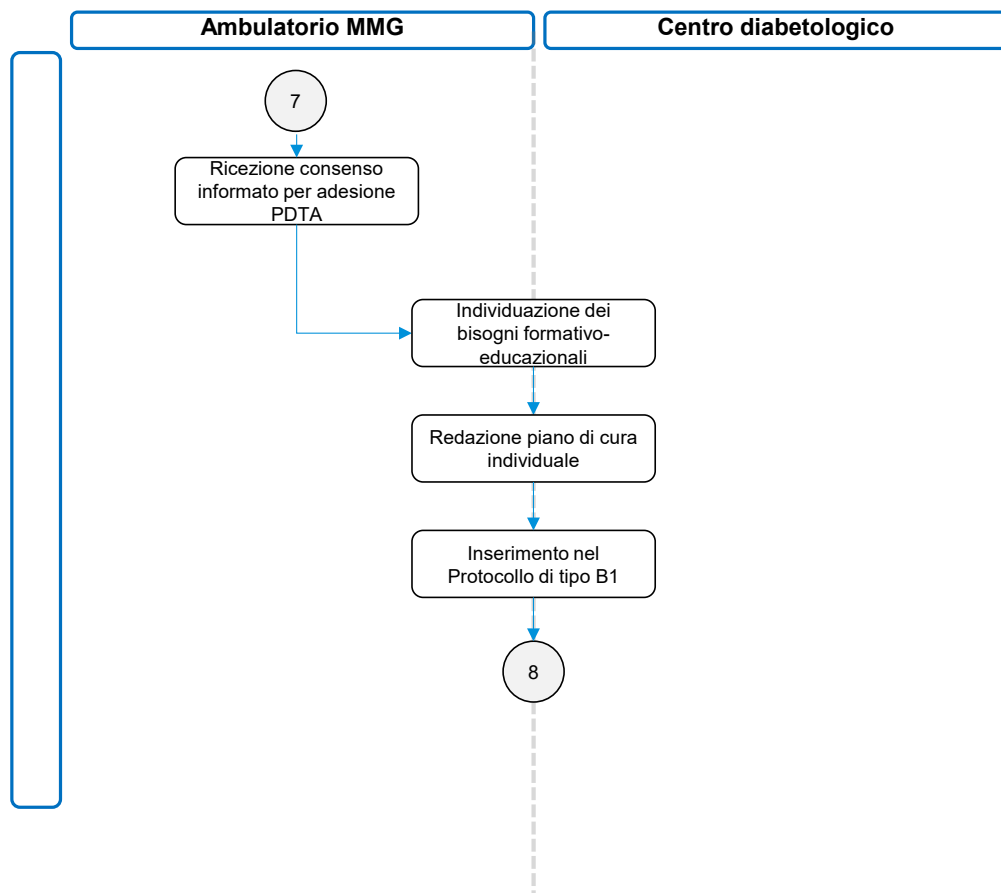 Ambulatorio MMG
Centro diabetologico
7
Ricezione consenso
informato per adesione
PDTA
Individuazione dei
bisogni formativo-
educazionali
Redazione piano di cura
individuale
Inserimento nel
Protocollo di tipo B1
8